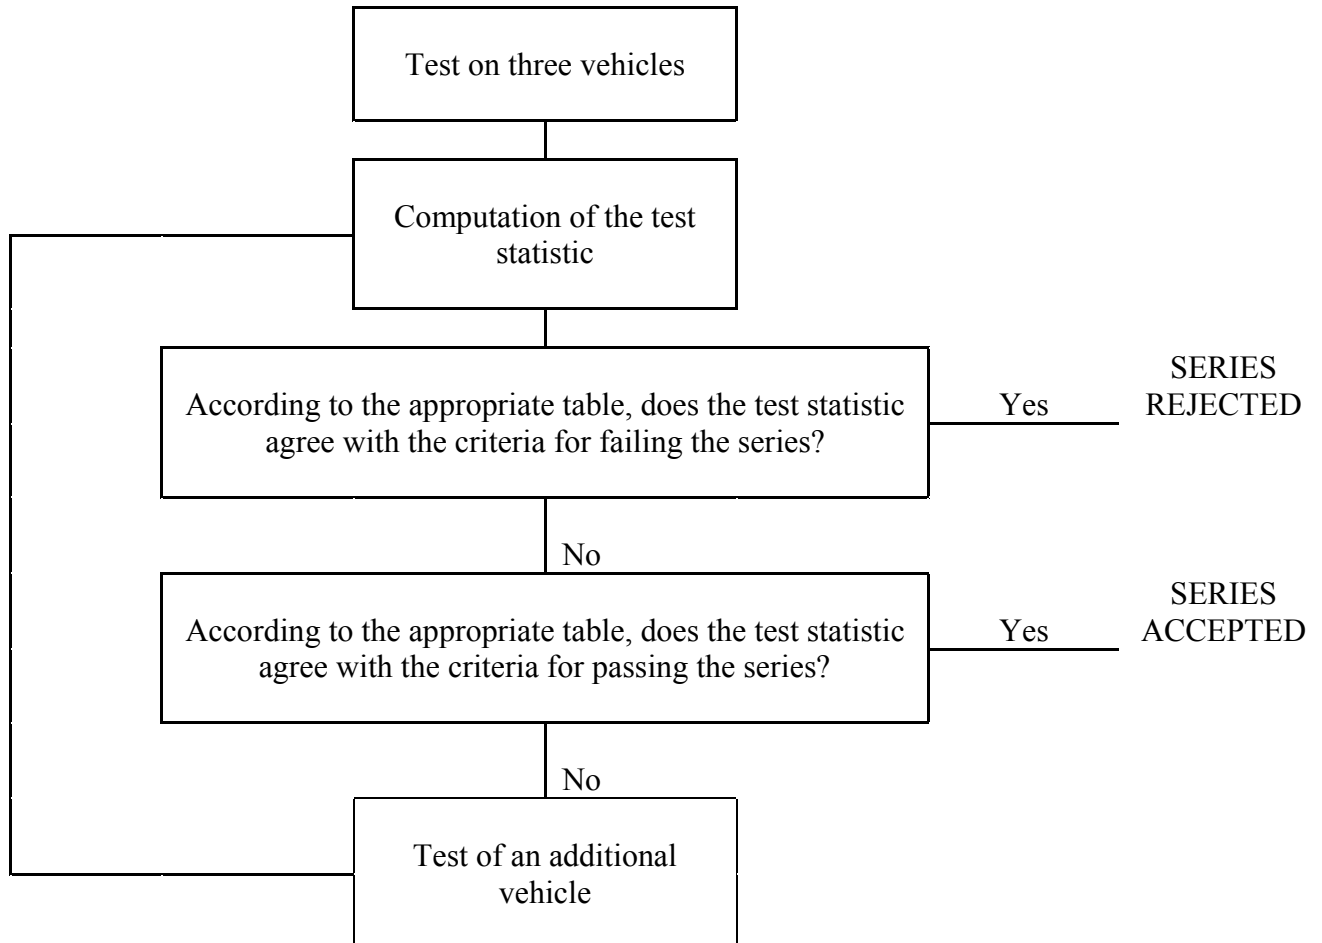 Test on three vehicles
Computation of the test
statistic
According to the appropriate table, does the test statistic
agree with the criteria for failing the series?
Yes
SERIES
REJECTED
No
According to the appropriate table, does the test statistic
agree with the criteria for passing the series?
Yes
SERIES
ACCEPTED
No
Test of an additional
vehicle